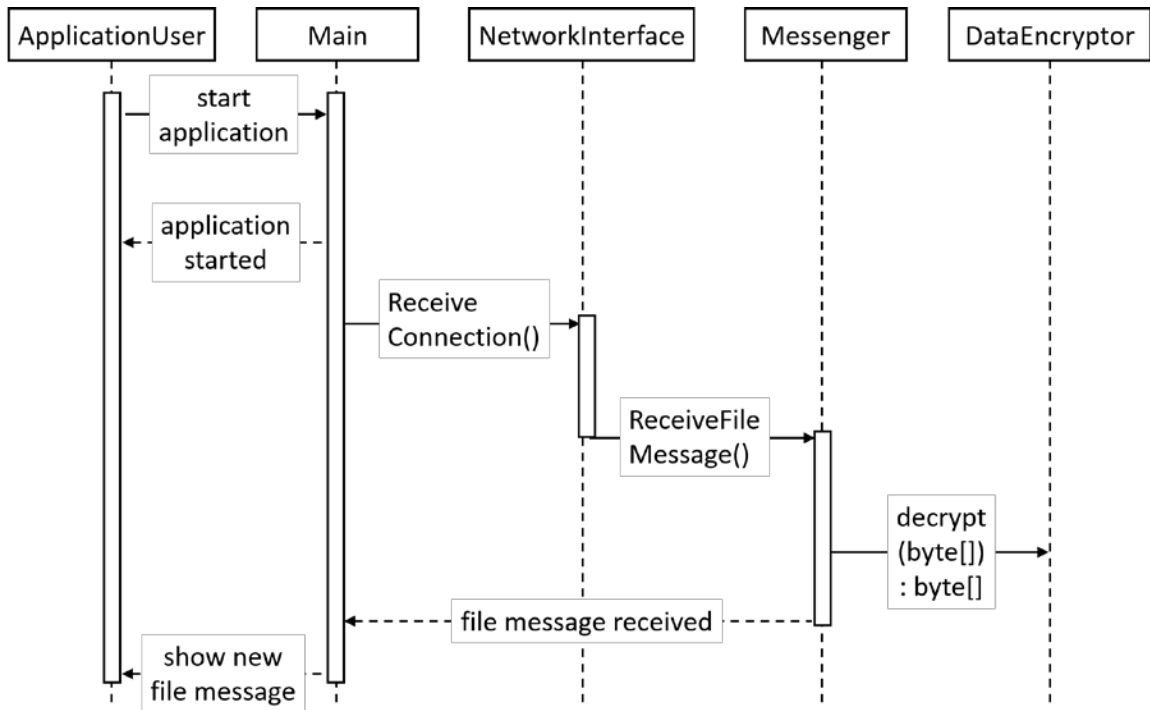 ApplicationUser
Main
NetworkInterface
Messenger
DataEncryptor
start
application
application
started
Receive
Connection()
ReceiveFile
Message()
decrypt
(byte[])
: byte[]
file message received
show new
file message